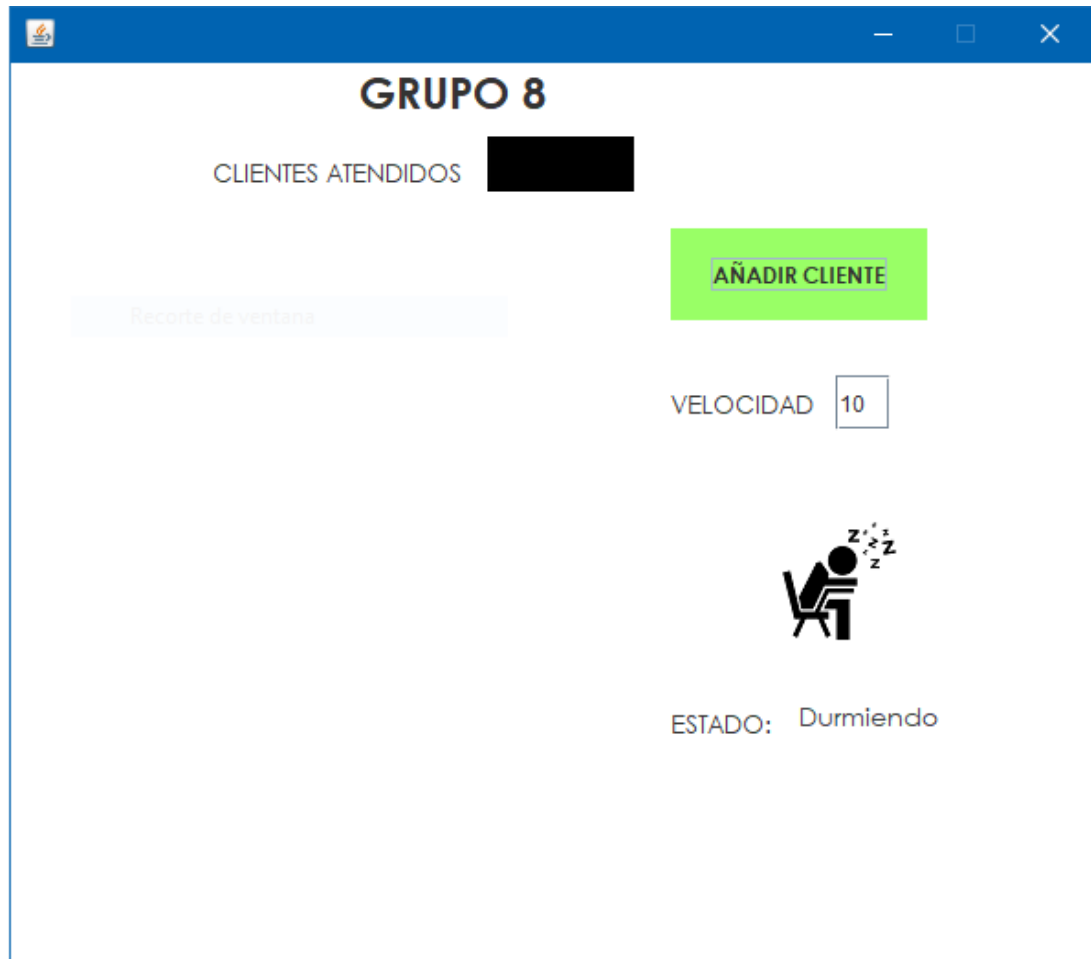 GRUPO 8
CLIENTES ATENDIDOS
AÑADIR CLIENTE
Recorte de ventana
VELOCIDAD 10
z z z z z
ESTADO: Durmiendo